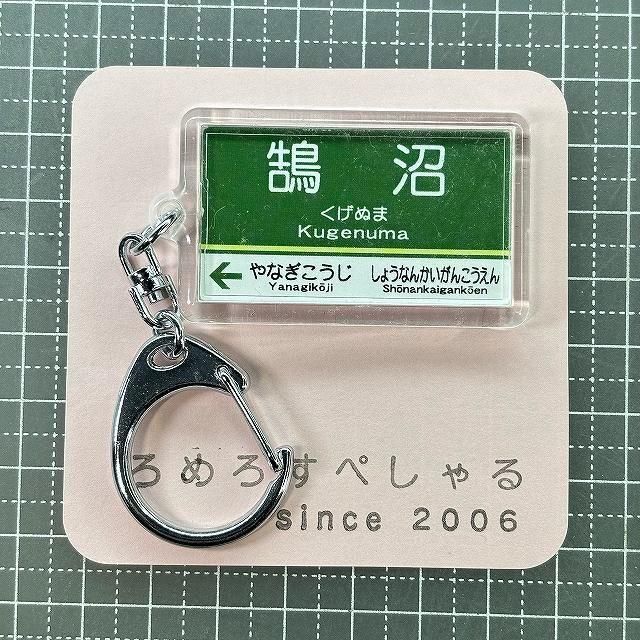 鵠沼
くげぬま
Kugenuma
← やなぎこうじ しょうなんかいがんこうえん
Yanagikōji Shōnankaigankōen
ろめろすぺしゃる
since 2006